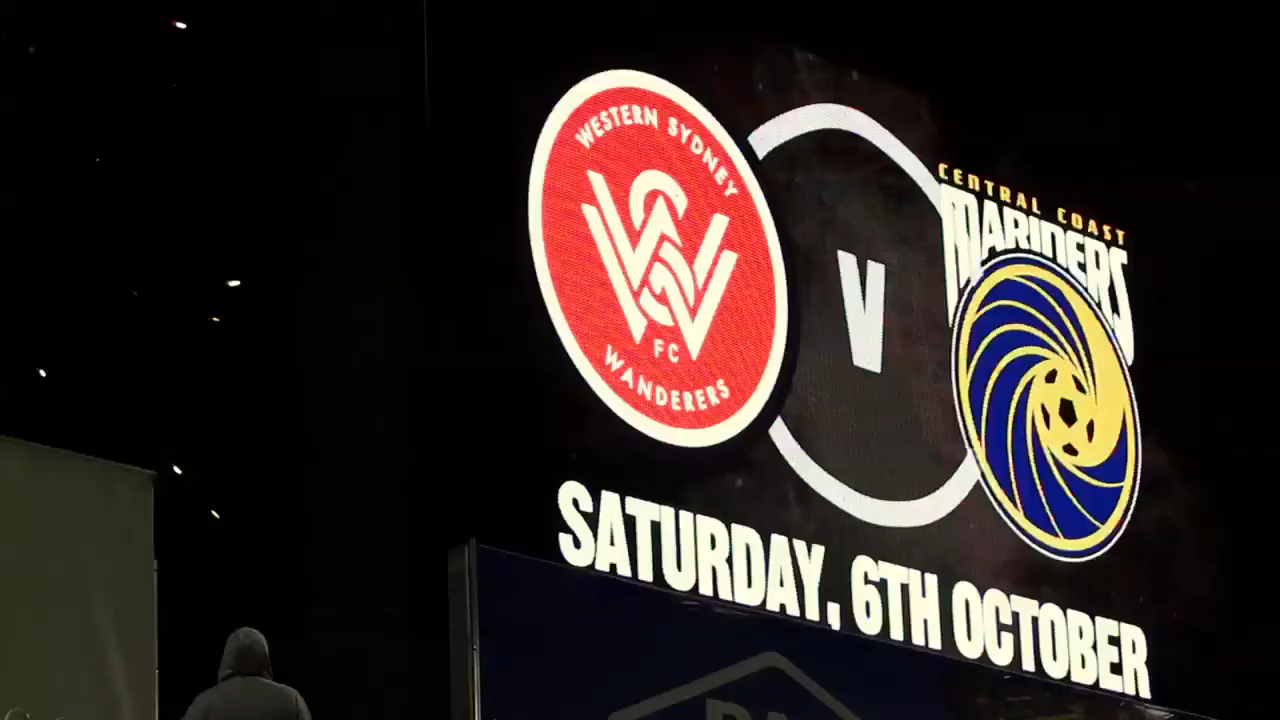 WESTERN SYDNEY
FC
WANDERERS
V
CENTRAL COAST
MARINERS
SATURDAY, 6TH OCTOBER